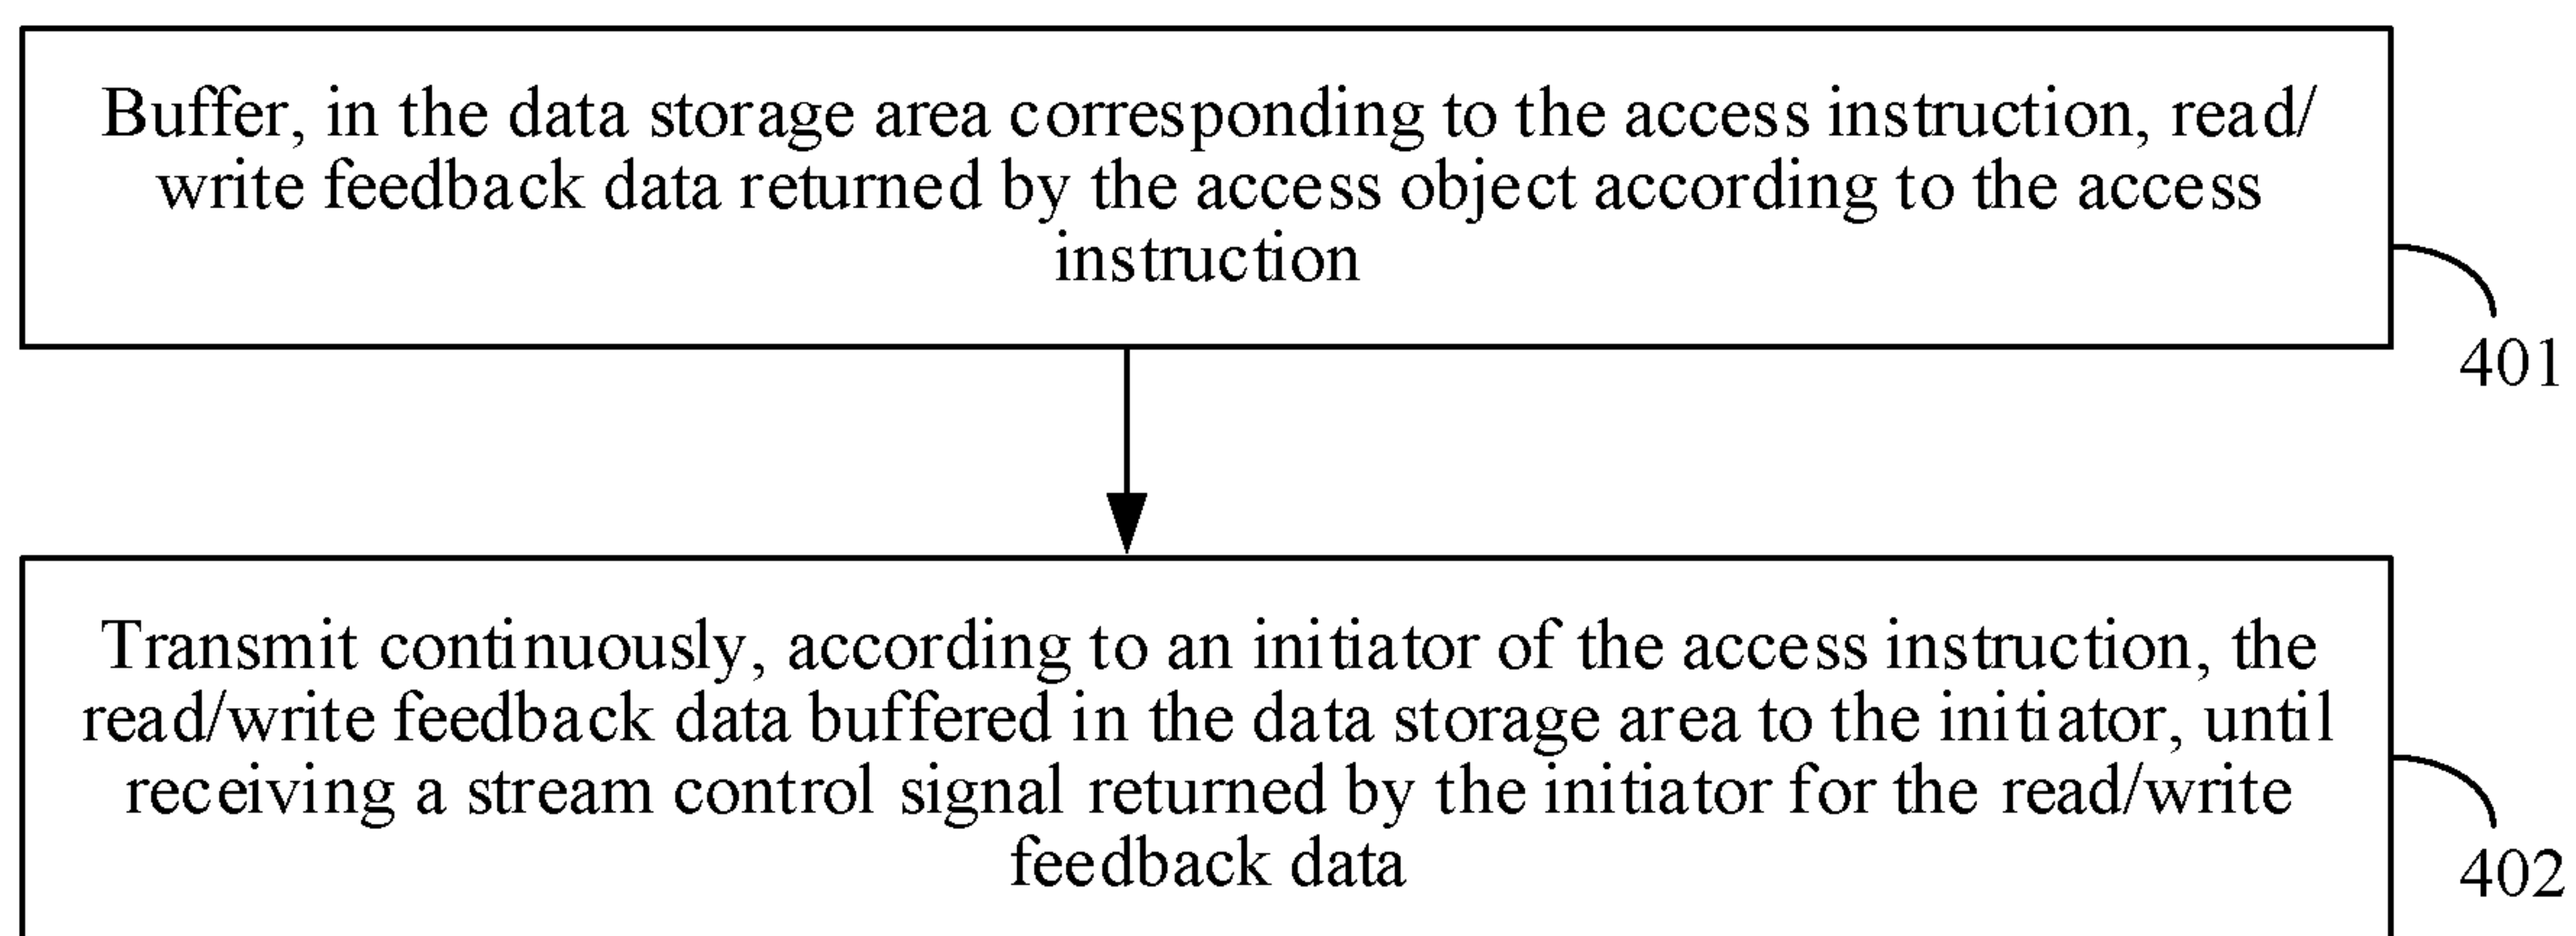 Buffer, in the data storage area corresponding to the access instruction, read/
write feedback data returned by the access object according to the access
instruction
401
Transmit continuously, according to an initiator of the access instruction, the
read/write feedback data buffered in the data storage area to the initiator, until
receiving a stream control signal returned by the initiator for the read/write
feedback data
402